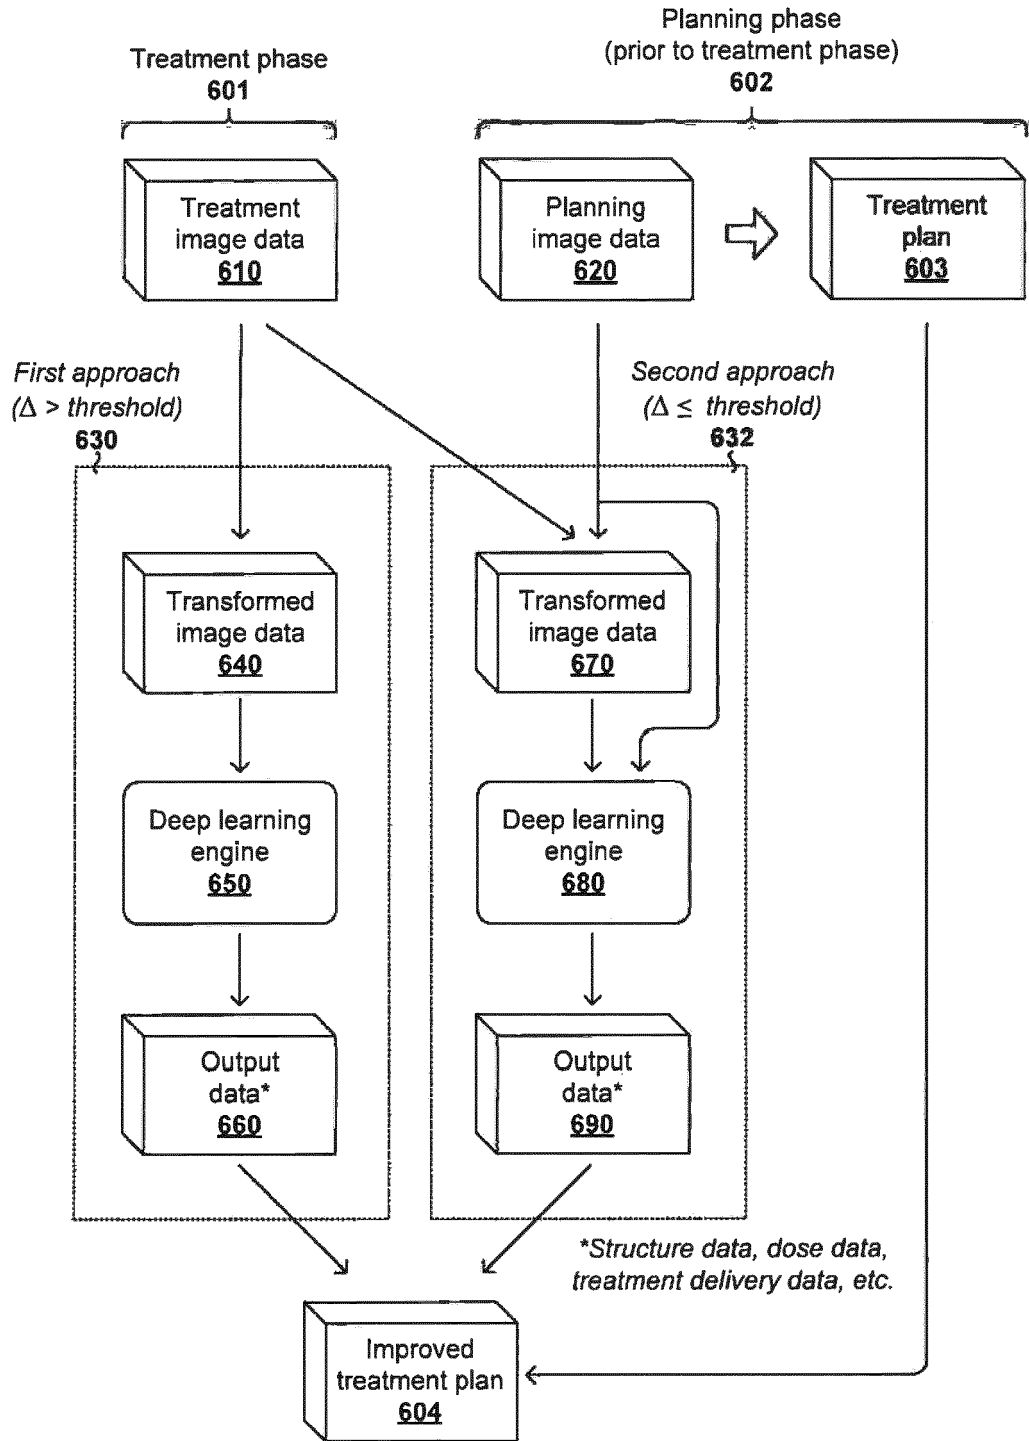 Treatment phase
601
Planning phase
(prior to treatment phase)
602
Treatment
image data
610
Planning
image data
620
Treatment
plan
603
First approach
(Δ > threshold)
630
Second approach
(Δ ≤ threshold)
632
Transformed
image data
640
Transformed
image data
670
Deep learning
engine
650
Deep learning
engine
680
Output
data*
660
Output
data*
690
*Structure data, dose data,
treatment delivery data, etc.
Improved
treatment plan
604